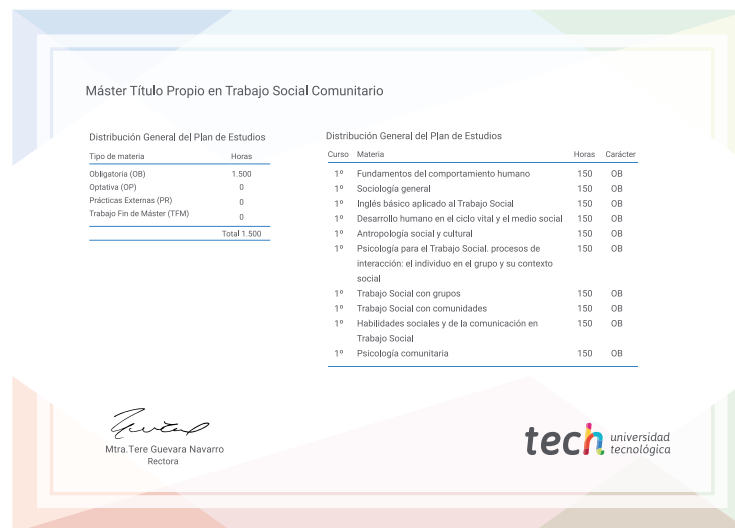 Máster Título Propio en Trabajo Social Comunitario
Distribución General del Plan de Estudios
Tipo de materia Horas
Obligatoria (OB) 1.500
Optativa (OP) 0
Prácticas Externas (PR) 0
Trabajo Fin de Máster (TFM) 0
Total 1.500
Distribución General del Plan de Estudios
Curso Materia Horas Carácter
1º Fundamentos del comportamiento humano 150 OB
1º Sociología general 150 OB
1º Inglés básico aplicado al Trabajo Social 150 OB
1º Desarrollo humano en el ciclo vital y el medio social 150 OB
1º Antropología social y cultural 150 OB
1º Psicología para el Trabajo Social. procesos de 150 OB
interacción: el individuo en el grupo y su contexto
social
1º Trabajo Social con grupos 150 OB
1º Trabajo Social con comunidades 150 OB
1º Habilidades sociales y de la comunicación en 150 OB
Trabajo Social
1º Psicología comunitaria 150 OB
Mtra.Tere Guevara Navarro
Rectora
tech universidad
tecnológica